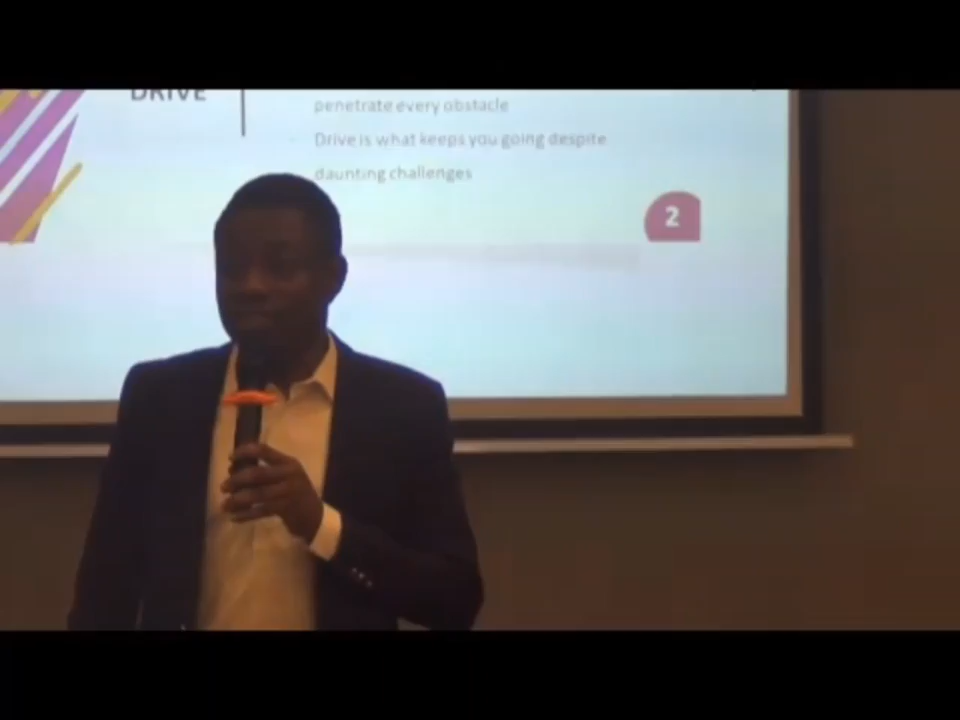 DRIVE
penetrate every obstacle
Drive is what keeps you going despite
daunting challenges
2